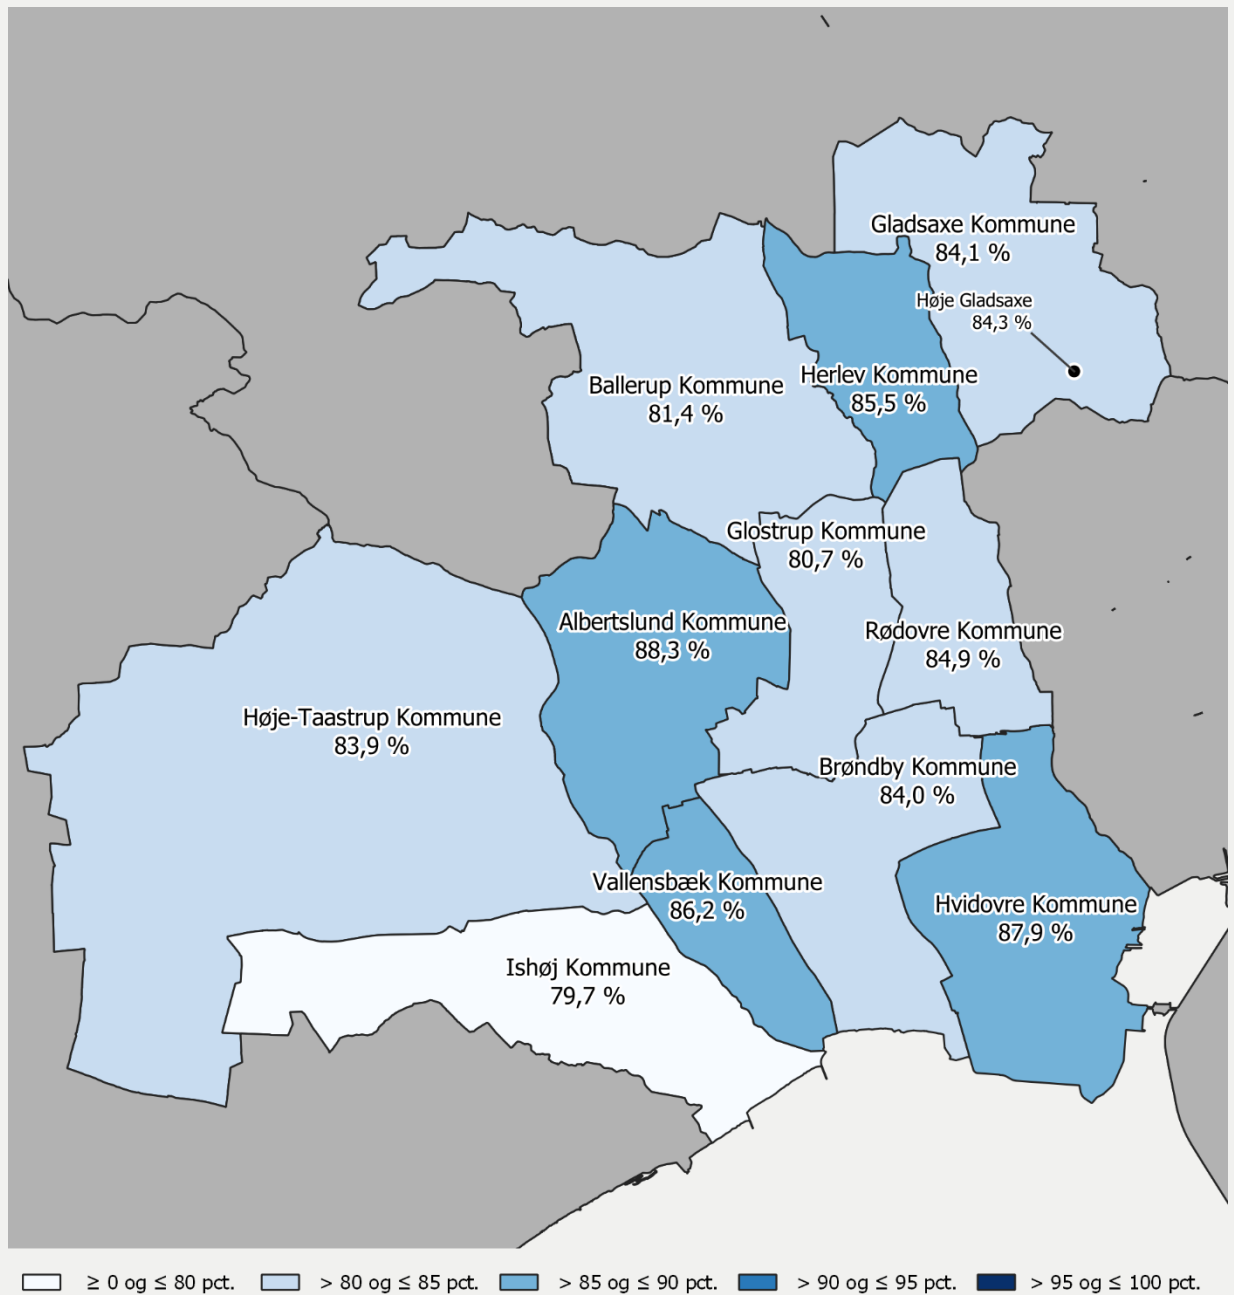 Gladsaxe Kommune
84,1 %
Høje Gladsaxe
84,3 %
Ballerup Kommune
81,4 %
Herlev Kommune
85,5 %
Glostrup Kommune
80,7 %
Albertslund Kommune
88,3 %
Rødovre Kommune
84,9 %
Høje-Taastrup Kommune
83,9 %
Brøndby Kommune
84,0 %
Vallensbæk Kommune
86,2 %
Hvidovre Kommune
87,9 %
Ishøj Kommune
79,7 %
≥ 0 og ≤ 80 pct. > 80 og ≤ 85 pct. > 85 og ≤ 90 pct. > 90 og ≤ 95 pct. > 95 og ≤ 100 pct.